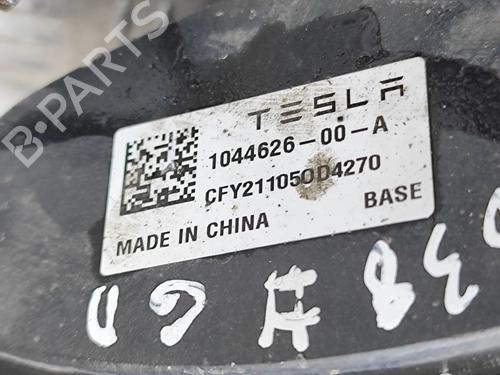 B-PARTS
TESLA
1044626-00-A
CFY211050D4270
BASE
MADE IN CHINA